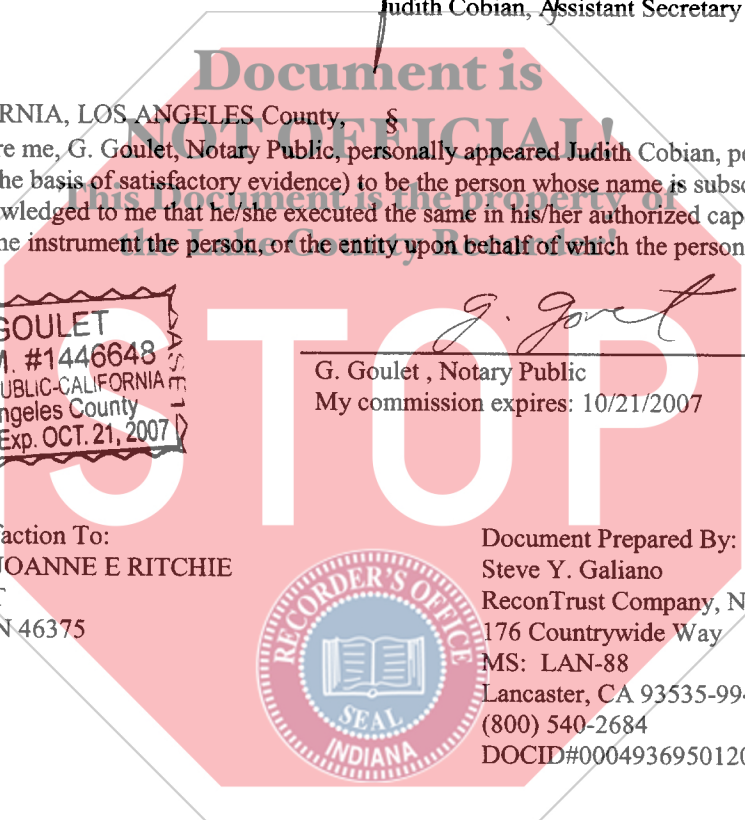 Judith Cobian, Assistant Secretary
Document is
RNIA, LOS ANGELES County, §
NOT OFFICIAL!
re me, G. Goulet, Notary Public, personally appeared Judith Cobian, pe
he basis of satisfactory evidence) to be the person whose name is subsc
This Document is the property of
wledged to me that he/she executed the same in his/her authorized cap
the Lake County Recorder!
ne instrument the person, or the entity upon behalf of which the person
STOP
GOULET
M. #1446648
UBLIC-CALIFORNIA
ngeles County
Exp. OCT. 21, 2007
G. Goulet
G. Goulet , Notary Public
My commission expires: 10/21/2007
faction To:
JOANNE E RITCHIE
T
N 46375
Document Prepared By:
Steve Y. Galiano
ReconTrust Company, N
176 Countrywide Way
MS: LAN-88
Lancaster, CA 93535-994
(800) 540-2684
DOCID#0004936950120
RECORDER'S OFFICE
SEAL
INDIANA